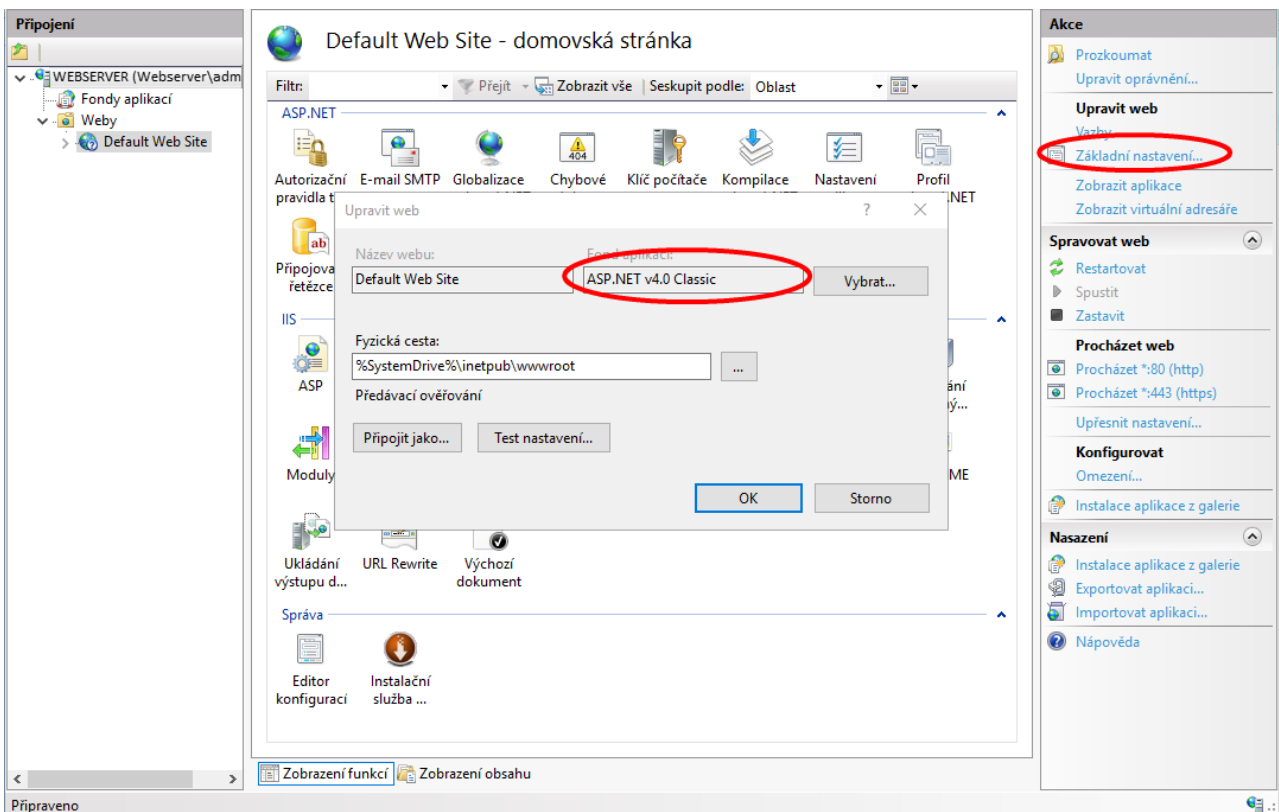 Připojení
WEBSERVER (Webserver\adm
Fondy aplikací
Weby
Default Web Site
Default Web Site - domovská stránka
Filtr:
Přejít
Zobrazit vše
Seskupit podle:
Oblast
ASP.NET
404
Autorizační
pravidla t
E-mail SMTP
Globalizace
Chybové
Klíč počítače
Kompilace
Nastavení
Profil
.NET
ab
Připojova
řetězce
IIS
ASP
ání
ý...
Moduly
ME
Ukládání
výstupu d...
URL Rewrite
Výchozí
dokument
Správa
Editor
konfigurací
Instalační
služba ...
Upravit web
?
Název webu:
Fond aplikací:
Default Web Site
ASP.NET v4.0 Classic
Vybrat...
Fyzická cesta:
%SystemDrive%\inetpub\wwwroot
...
Předávací ověřování
Připojit jako...
Test nastavení...
OK
Storno
Zobrazení funkcí
Zobrazení obsahu
Akce
Prozkoumat
Upravit oprávnění...
Upravit web
Vazby...
Základní nastavení...
Zobrazit aplikace
Zobrazit virtuální adresáře
Spravovat web
Restartovat
Spustit
Zastavit
Procházet web
Procházet *:80 (http)
Procházet *:443 (https)
Upřesnit nastavení...
Konfigurovat
Omezení...
Instalace aplikace z galerie
Nasazení
Instalace aplikace z galerie
Exportovat aplikaci...
Importovat aplikaci...
Nápověda
Připraveno